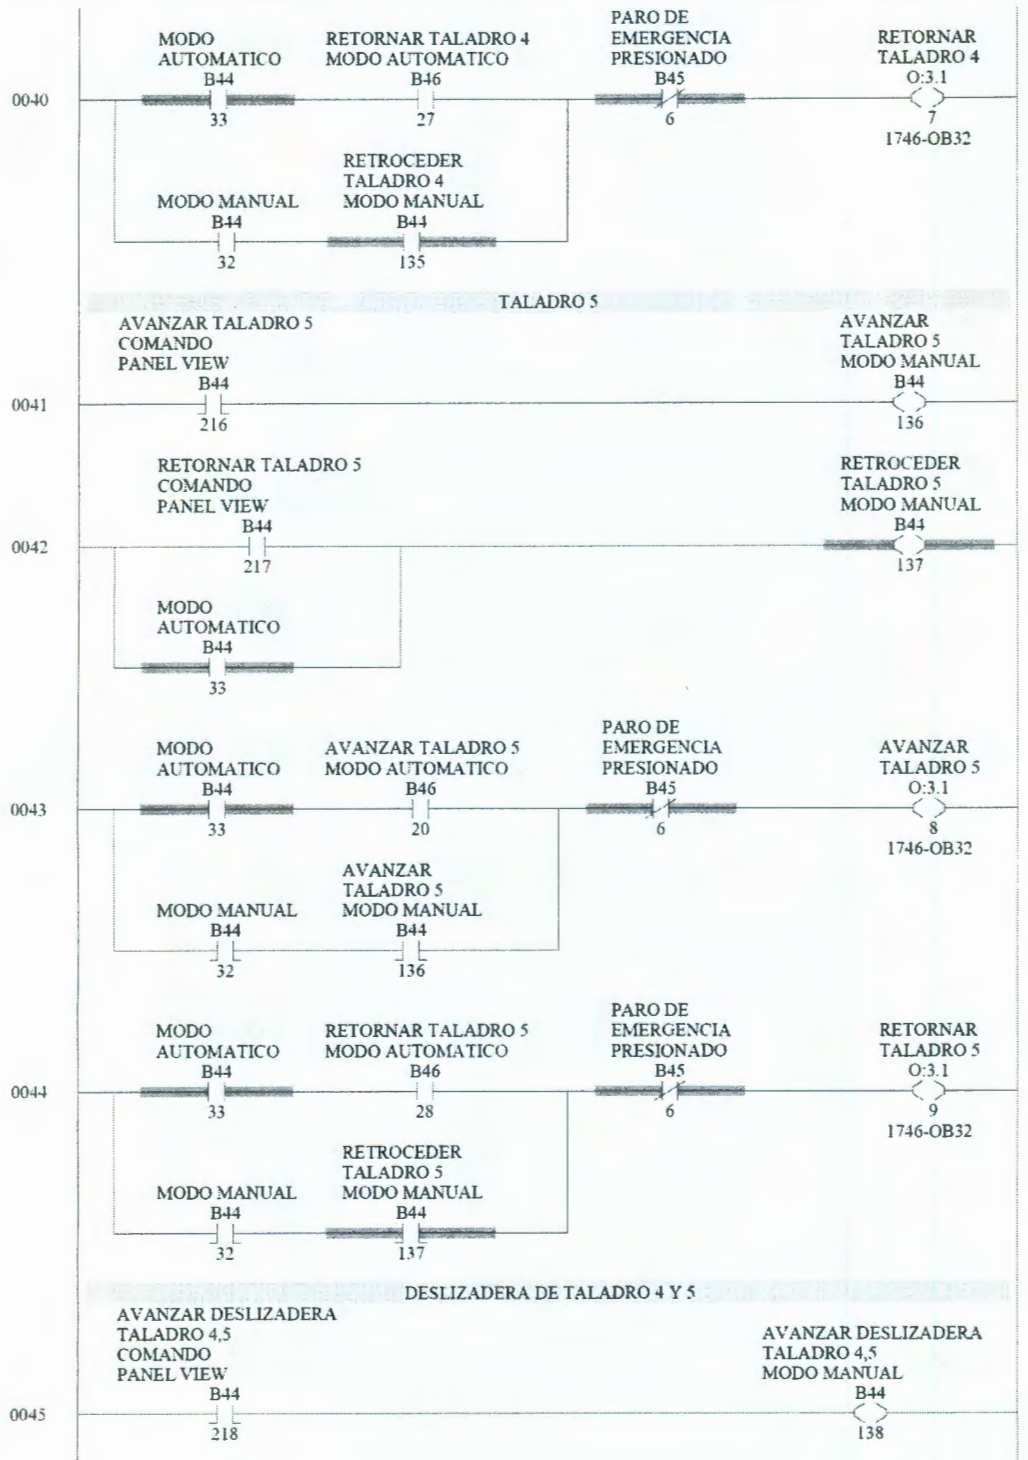 MODO
AUTOMATICO
B44
33
RETORNAR TALADRO 4
MODO AUTOMATICO
B46
27
PARO DE
EMERGENCIA
PRESIONADO
B45
6
RETORNAR
TALADRO 4
O:3.1
7
1746-OB32
0040
MODO MANUAL
B44
32
RETROCEDER
TALADRO 4
MODO MANUAL
B44
135
TALADRO 5
AVANZAR TALADRO 5
COMANDO
PANEL VIEW
B44
216
AVANZAR
TALADRO 5
MODO MANUAL
B44
136
0041
RETORNAR TALADRO 5
COMANDO
PANEL VIEW
B44
217
RETROCEDER
TALADRO 5
MODO MANUAL
B44
137
0042
MODO
AUTOMATICO
B44
33
MODO
AUTOMATICO
B44
33
AVANZAR TALADRO 5
MODO AUTOMATICO
B46
20
PARO DE
EMERGENCIA
PRESIONADO
B45
6
AVANZAR
TALADRO 5
O:3.1
8
1746-OB32
0043
MODO MANUAL
B44
32
AVANZAR
TALADRO 5
MODO MANUAL
B44
136
MODO
AUTOMATICO
B44
33
RETORNAR TALADRO 5
MODO AUTOMATICO
B46
28
PARO DE
EMERGENCIA
PRESIONADO
B45
6
RETORNAR
TALADRO 5
O:3.1
9
1746-OB32
0044
MODO MANUAL
B44
32
RETROCEDER
TALADRO 5
MODO MANUAL
B44
137
DESLIZADERA DE TALADRO 4 Y 5
AVANZAR DESLIZADERA
TALADRO 4,5
COMANDO
PANEL VIEW
B44
218
AVANZAR DESLIZADERA
TALADRO 4,5
MODO MANUAL
B44
138
0045